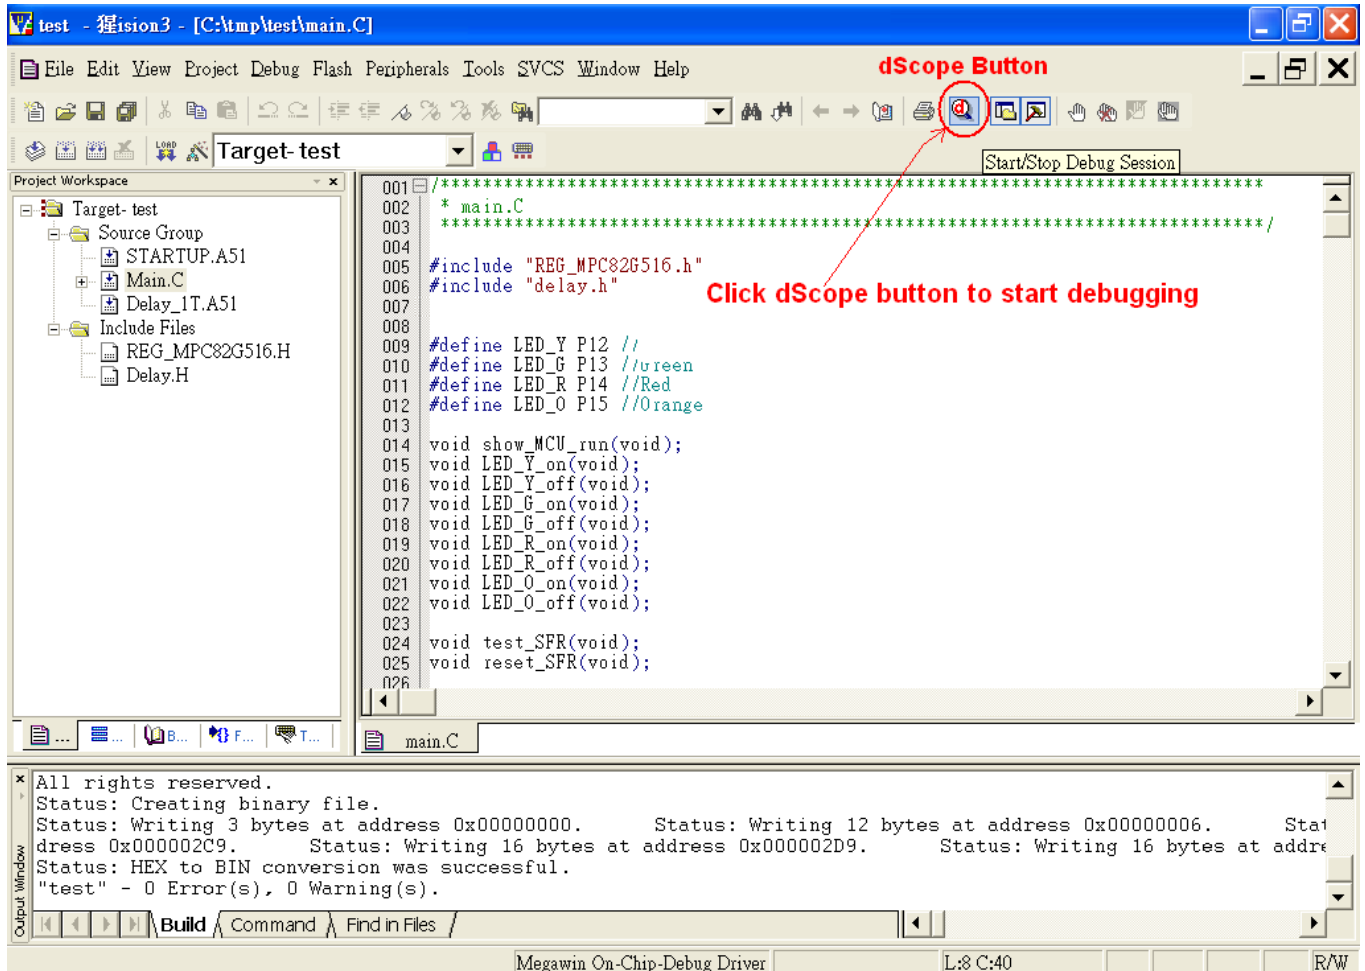 test - 猩ision3 - [C:\tmp\test\main.C]
File Edit View Project Debug Flash Peripherals Tools SVCS Window Help
dScope Button
LOAD
Target- test
Start/Stop Debug Session
Project Workspace
Target- test
Source Group
STARTUP.A51
Main.C
Delay_1T.A51
Include Files
REG_MPC82G516.H
Delay.H
001 /******************************************************************************
002 * main.C
003 ******************************************************************************/
004
005 #include "REG_MPC82G516.h"
006 #include "delay.h"
Click dScope button to start debugging
007
008
009 #define LED_Y P12 //
010 #define LED_G P13 //Green
011 #define LED_R P14 //Red
012 #define LED_O P15 //Orange
013
014 void show_MCU_run(void);
015 void LED_Y_on(void);
016 void LED_Y_off(void);
017 void LED_G_on(void);
018 void LED_G_off(void);
019 void LED_R_on(void);
020 void LED_R_off(void);
021 void LED_O_on(void);
022 void LED_O_off(void);
023
024 void test_SFR(void);
025 void reset_SFR(void);
026
... ... B... F... T...
main.C
All rights reserved.
Status: Creating binary file.
Status: Writing 3 bytes at address 0x00000000. Status: Writing 12 bytes at address 0x00000006. Stat
dress 0x000002C9. Status: Writing 16 bytes at address 0x000002D9. Status: Writing 16 bytes at addre
Status: HEX to BIN conversion was successful.
"test" - 0 Error(s), 0 Warning(s).
Output Window
Build Command Find in Files
Megawin On-Chip-Debug Driver L:8 C:40 R/W